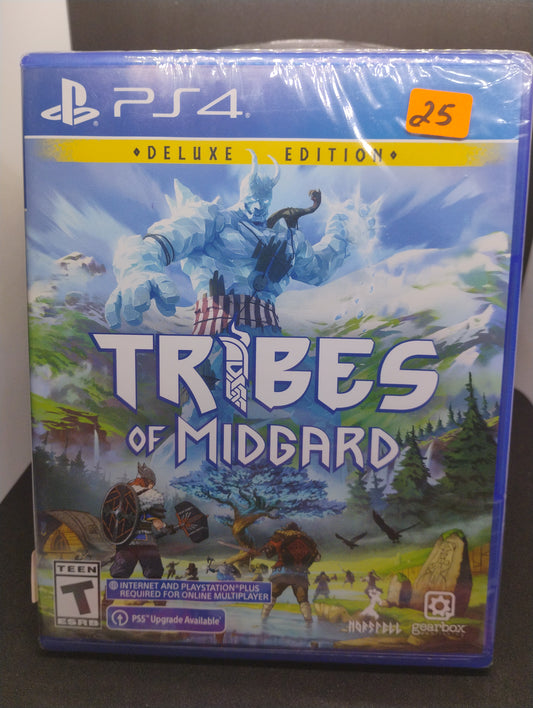 PS4
25
DELUXE EDITION
TRIBES
OF MIDGARD
TEEN
T
ESRB
INTERNET AND PLAYSTATION®PLUS
REQUIRED FOR ONLINE MULTIPLAYER
PS5™ Upgrade Available
gearbox